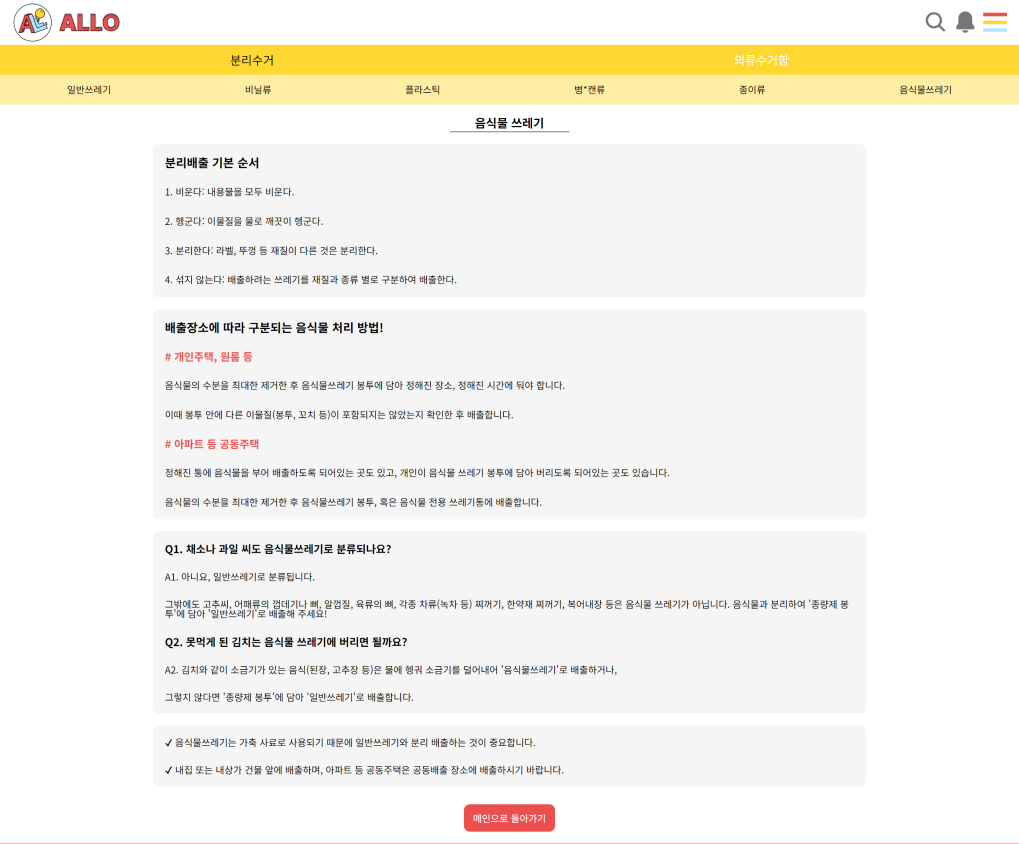 ALLO
분리수거
의류수거함
일반쓰레기
비닐류
플라스틱
병*캔류
종이류
음식물쓰레기
음식물 쓰레기
분리배출 기본 순서
1. 비운다: 내용물을 모두 비운다.
2. 헹군다: 이물질을 물로 깨끗이 헹군다.
3. 분리한다: 라벨, 뚜껑 등 재질이 다른 것은 분리한다.
4. 섞지 않는다: 배출하려는 쓰레기를 재질과 종류 별로 구분하여 배출한다.
배출장소에 따라 구분되는 음식물 처리 방법!
# 개인주택, 원룸 등
음식물의 수분을 최대한 제거한 후 음식물쓰레기 봉투에 담아 정해진 장소, 정해진 시간에 둬야 합니다.
이때 봉투 안에 다른 이물질(봉투, 꼬치 등)이 포함되지는 않았는지 확인한 후 배출합니다.
# 아파트 등 공동주택
정해진 통에 음식물을 부어 배출하도록 되어있는 곳도 있고, 개인이 음식물 쓰레기 봉투에 담아 버리도록 되어있는 곳도 있습니다.
음식물의 수분을 최대한 제거한 후 음식물쓰레기 봉투, 혹은 음식물 전용 쓰레기통에 배출합니다.
Q1. 채소나 과일 씨도 음식물쓰레기로 분류되나요?
A1. 아니요, 일반쓰레기로 분류됩니다.
그밖에도 고추씨, 어패류의 껍데기나 뼈, 알껍질, 육류의 뼈, 각종 차류(녹차 등) 찌꺼기, 한약재 찌꺼기, 복어내장 등은 음식물 쓰레기가 아닙니다. 음식물과 분리하여 '종량제 봉
투'에 담아 '일반쓰레기'로 배출해 주세요!
Q2. 못먹게 된 김치는 음식물 쓰레기에 버리면 될까요?
A2. 김치와 같이 소금기가 있는 음식(된장, 고추장 등)은 물에 헹궈 소금기를 덜어내어 '음식물쓰레기'로 배출하거나,
그렇지 않다면 '종량제 봉투'에 담아 '일반쓰레기'로 배출합니다.
✔ 음식물쓰레기는 가축 사료로 사용되기 때문에 일반쓰레기와 분리 배출하는 것이 중요합니다.
✔ 내집 또는 내상가 건물 앞에 배출하며, 아파트 등 공동주택은 공동배출 장소에 배출하시기 바랍니다.
메인으로 돌아가기